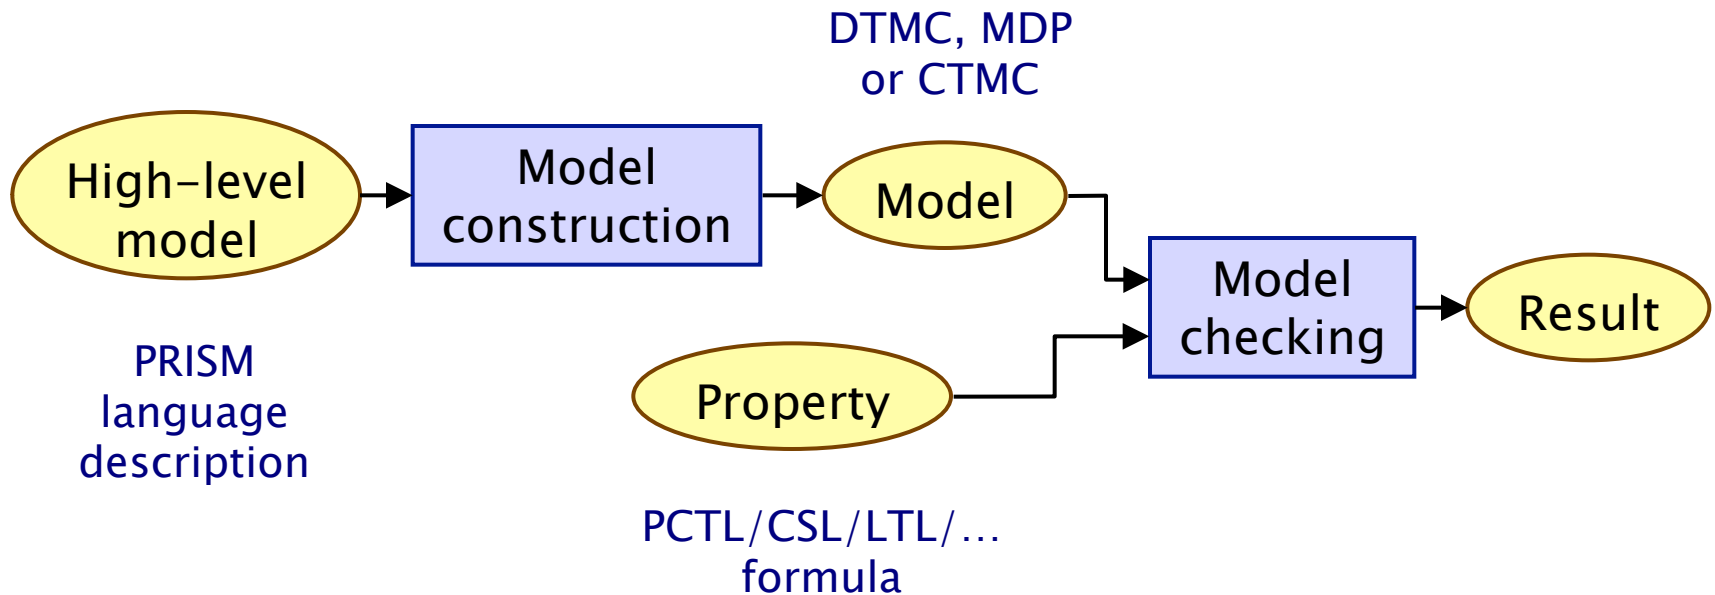 DTMC, MDP
or CTMC
High-level
model
Model
construction
Model
Model
checking
Result
PRISM
language
description
Property
PCTL/CSL/LTL/…
formula